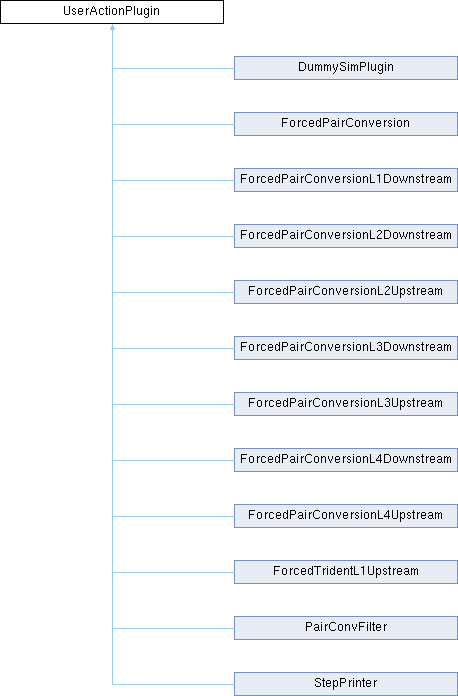 UserActionPlugin
DummySimPlugin
ForcedPairConversion
ForcedPairConversionL1Downstream
ForcedPairConversionL2Downstream
ForcedPairConversionL2Upstream
ForcedPairConversionL3Downstream
ForcedPairConversionL3Upstream
ForcedPairConversionL4Downstream
ForcedPairConversionL4Upstream
ForcedTridentL1Upstream
PairConvFilter
StepPrinter